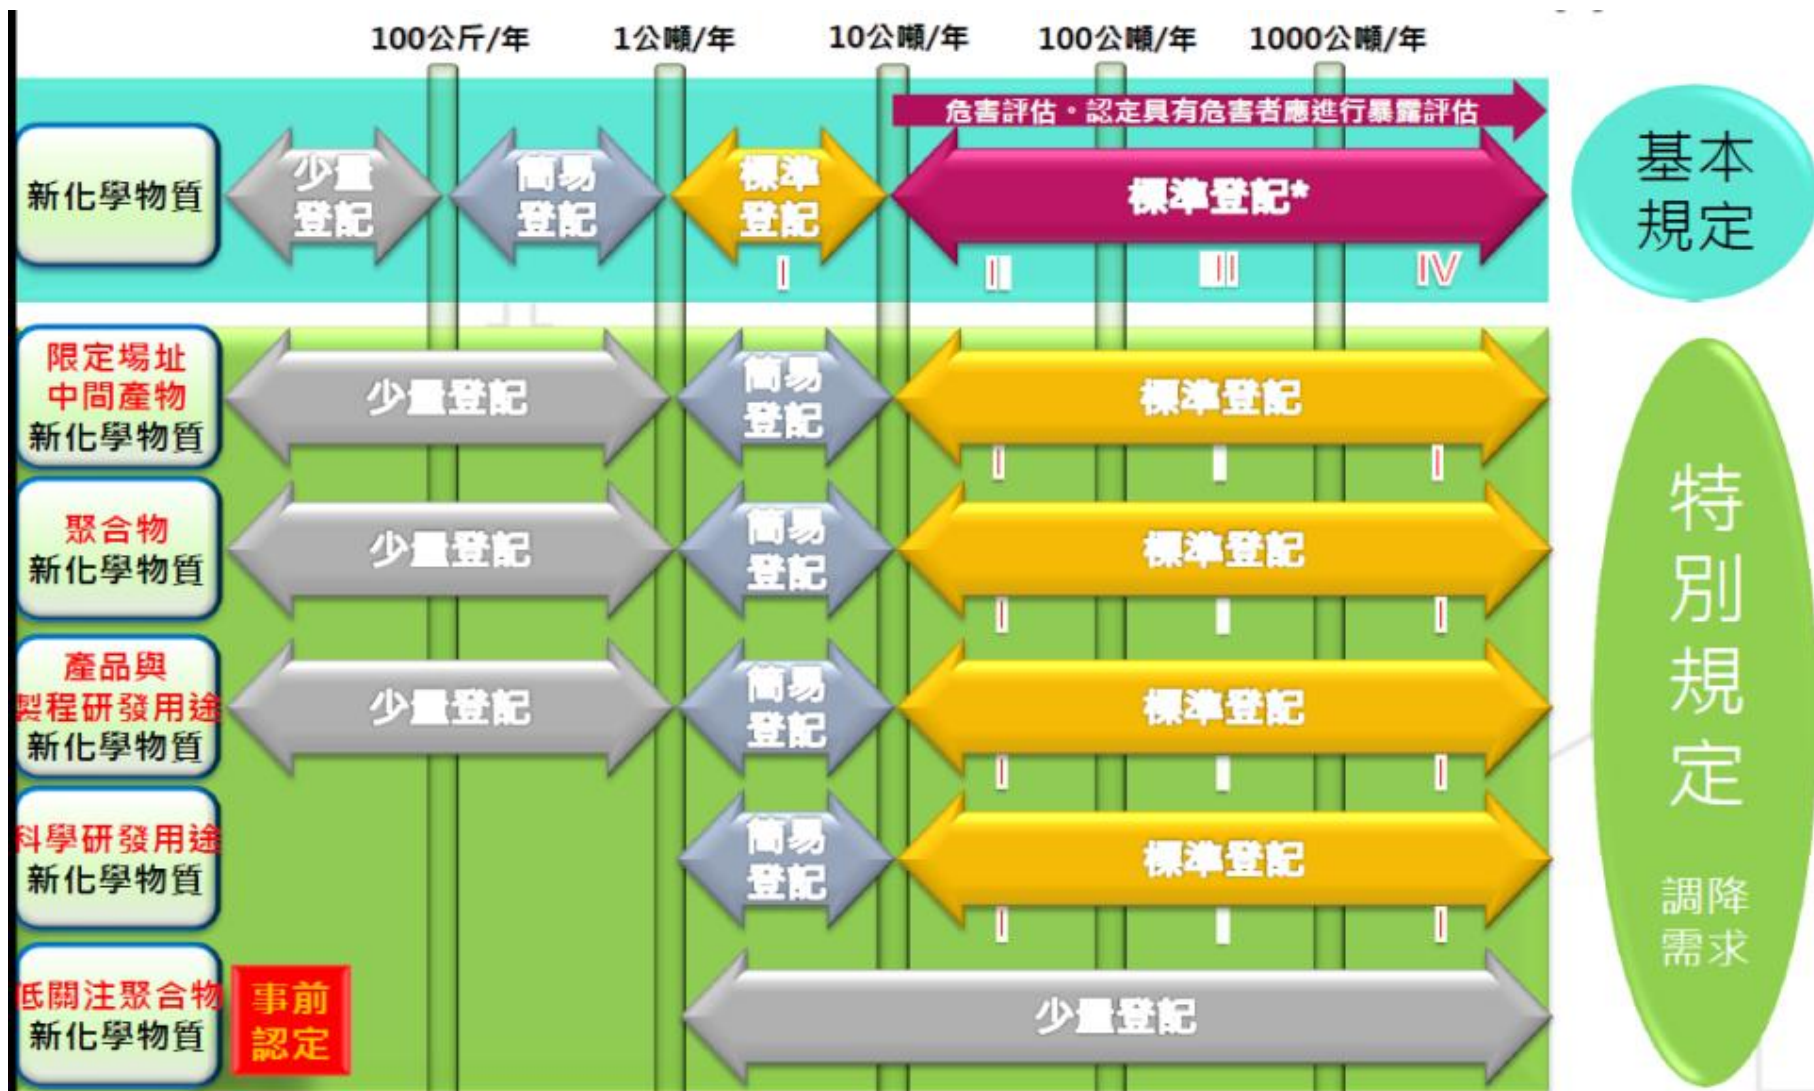 100公斤/年 1公噸/年 10公噸/年 100公噸/年 1000公噸/年
危害評估。認定具有危害者應進行暴露評估
新化學物質
少量
登記
簡易
登記
標準
登記
標準登記*
I II III IV
基本
規定
限定場址
中間產物
新化學物質
少量登記
簡易
登記
標準登記
I I
聚合物
新化學物質
少量登記
簡易
登記
標準登記
I I
產品與
製程研發用途
新化學物質
少量登記
簡易
登記
標準登記
I I
科學研發用途
新化學物質
簡易
登記
標準登記
I I
低關注聚合物
新化學物質
事前
認定
少量登記
特
別
規
定
調降
需求